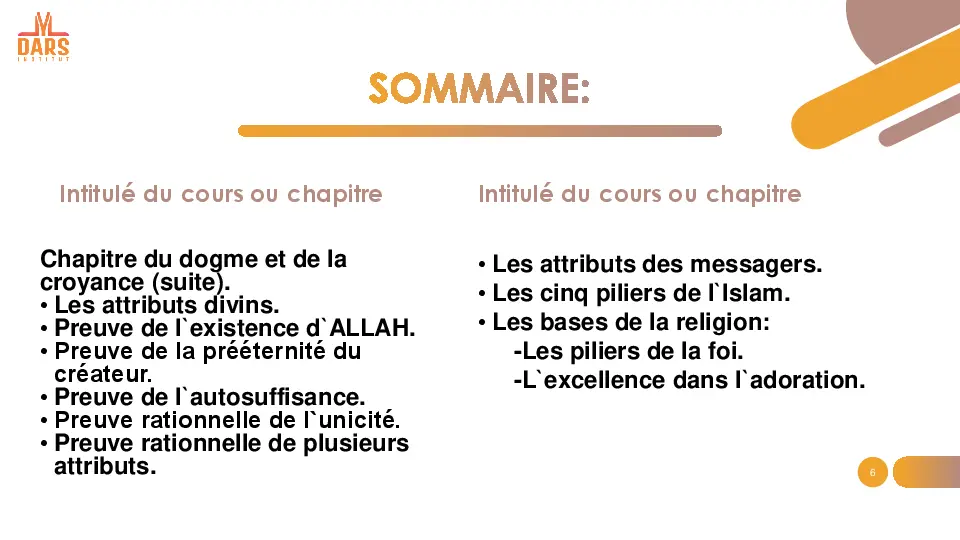 DARS
INSTITUT
SOMMAIRE:
Intitulé du cours ou chapitre
Chapitre du dogme et de la
croyance (suite).
• Les attributs divins.
• Preuve de l`existence d`ALLAH.
• Preuve de la prééternité du
créateur.
• Preuve de l`autosuffisance.
• Preuve rationnelle de l`unicité.
• Preuve rationnelle de plusieurs
attributs.
Intitulé du cours ou chapitre
• Les attributs des messagers.
• Les cinq piliers de l`Islam.
• Les bases de la religion:
-Les piliers de la foi.
-L`excellence dans l`adoration.
6